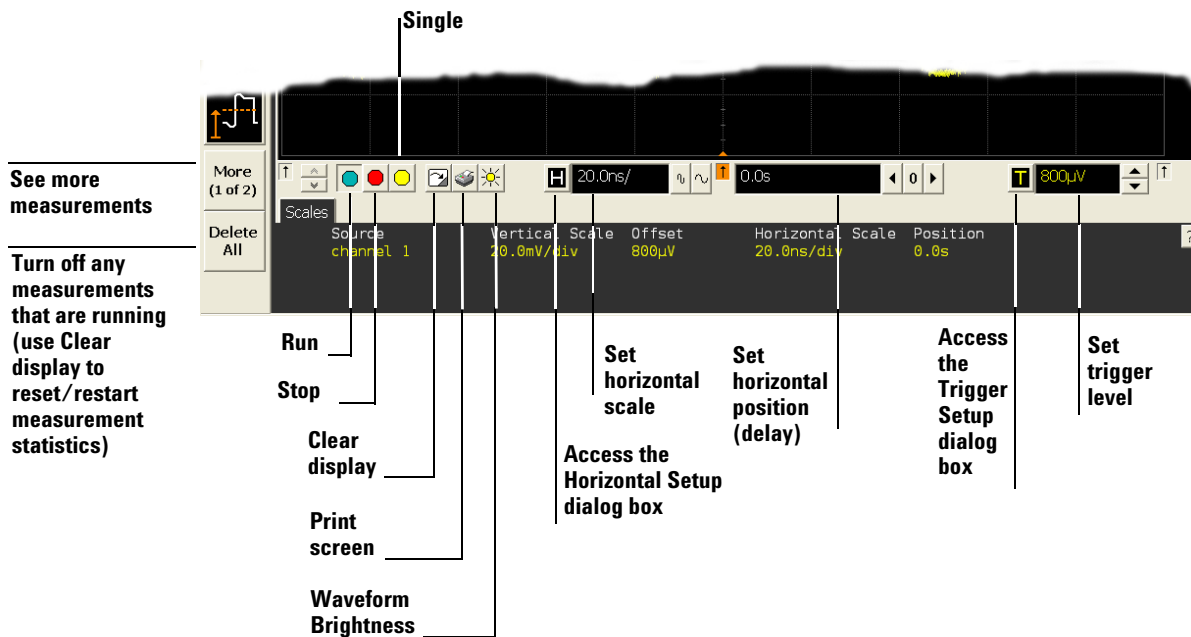 Single
More
(1 of 2)
See more
measurements
H
20.0ns/
0.0s
0
T
800µV
Scales
Delete
All
Source
Vertical Scale
Offset
Horizontal Scale
Position
channel 1
20.0mV/div
800µV
20.0ns/div
0.0s
?
Turn off any
measurements
that are running
(use Clear
display to
reset/restart
measurement
statistics)
Run
Stop
Clear
display
Print
screen
Waveform
Brightness
Access the
Horizontal Setup
dialog box
Set
horizontal
scale
Set
horizontal
position
(delay)
Access
the
Trigger
Setup
dialog
box
Set
trigger
level